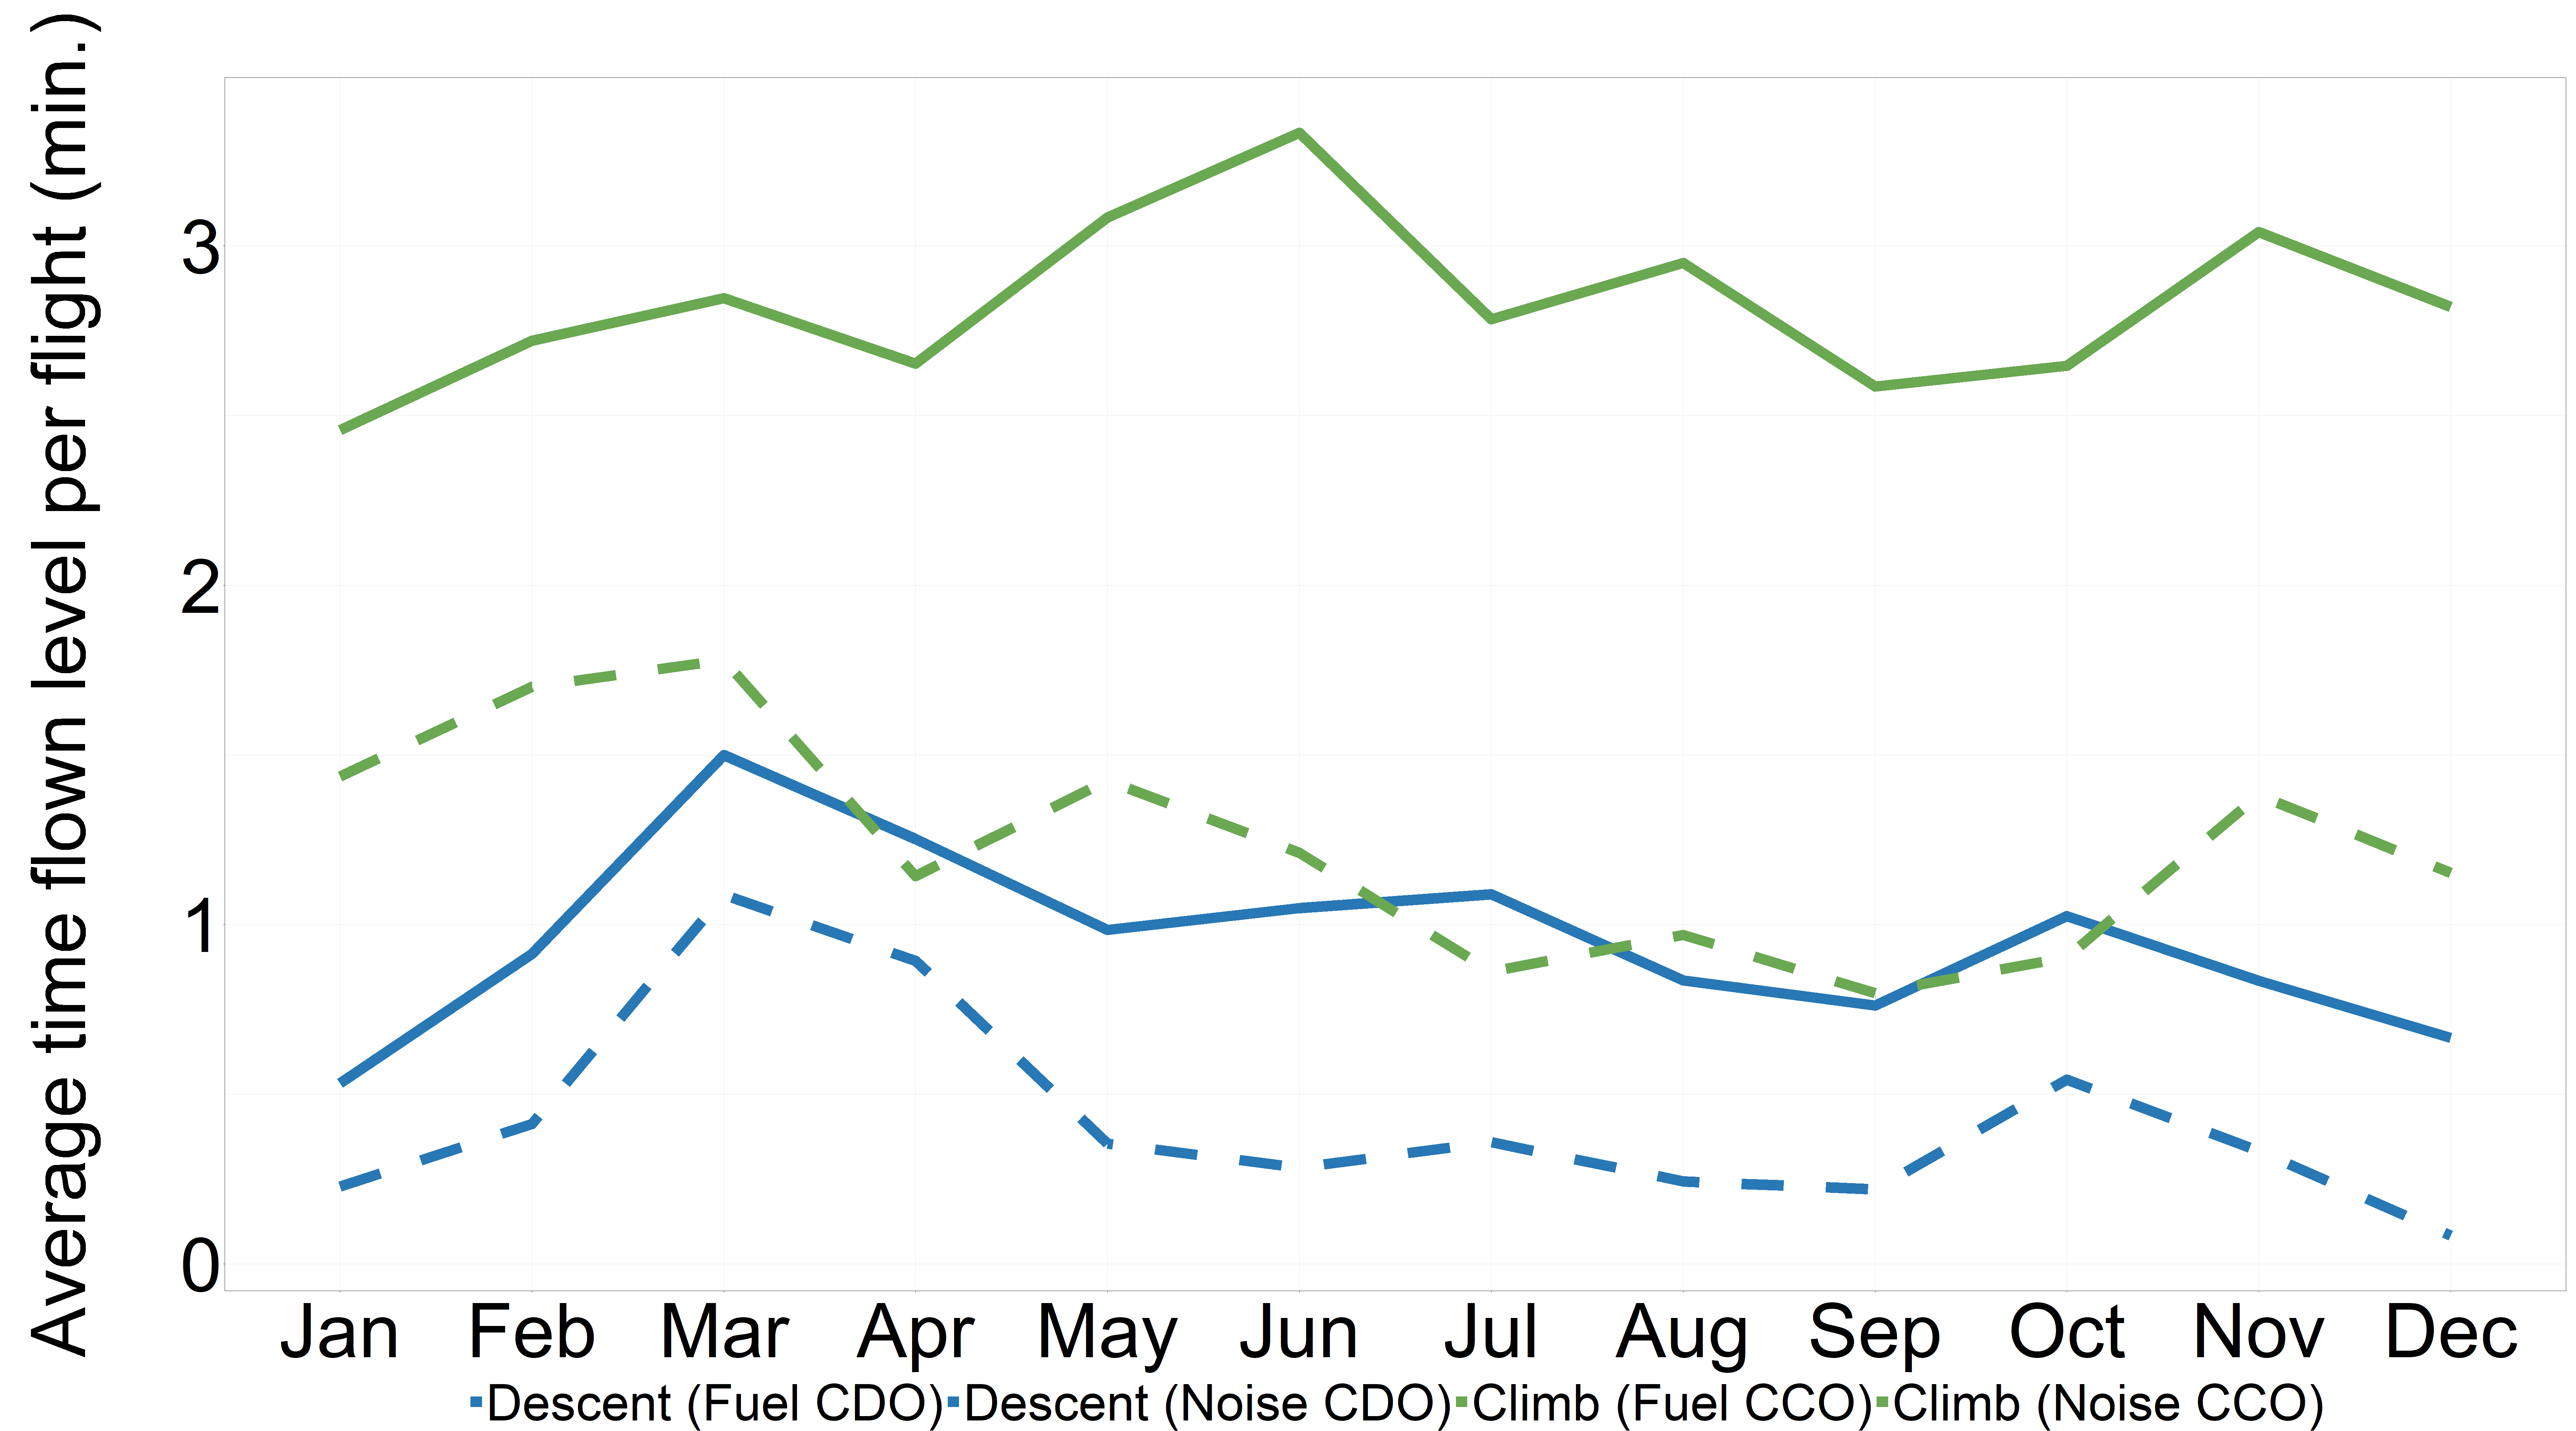 Average time flown level per flight (min.)
3
2
1
0
Jan Feb Mar Apr May Jun Jul Aug Sep Oct Nov Dec
Descent (Fuel CDO) Descent (Noise CDO) Climb (Fuel CCO) Climb (Noise CCO)